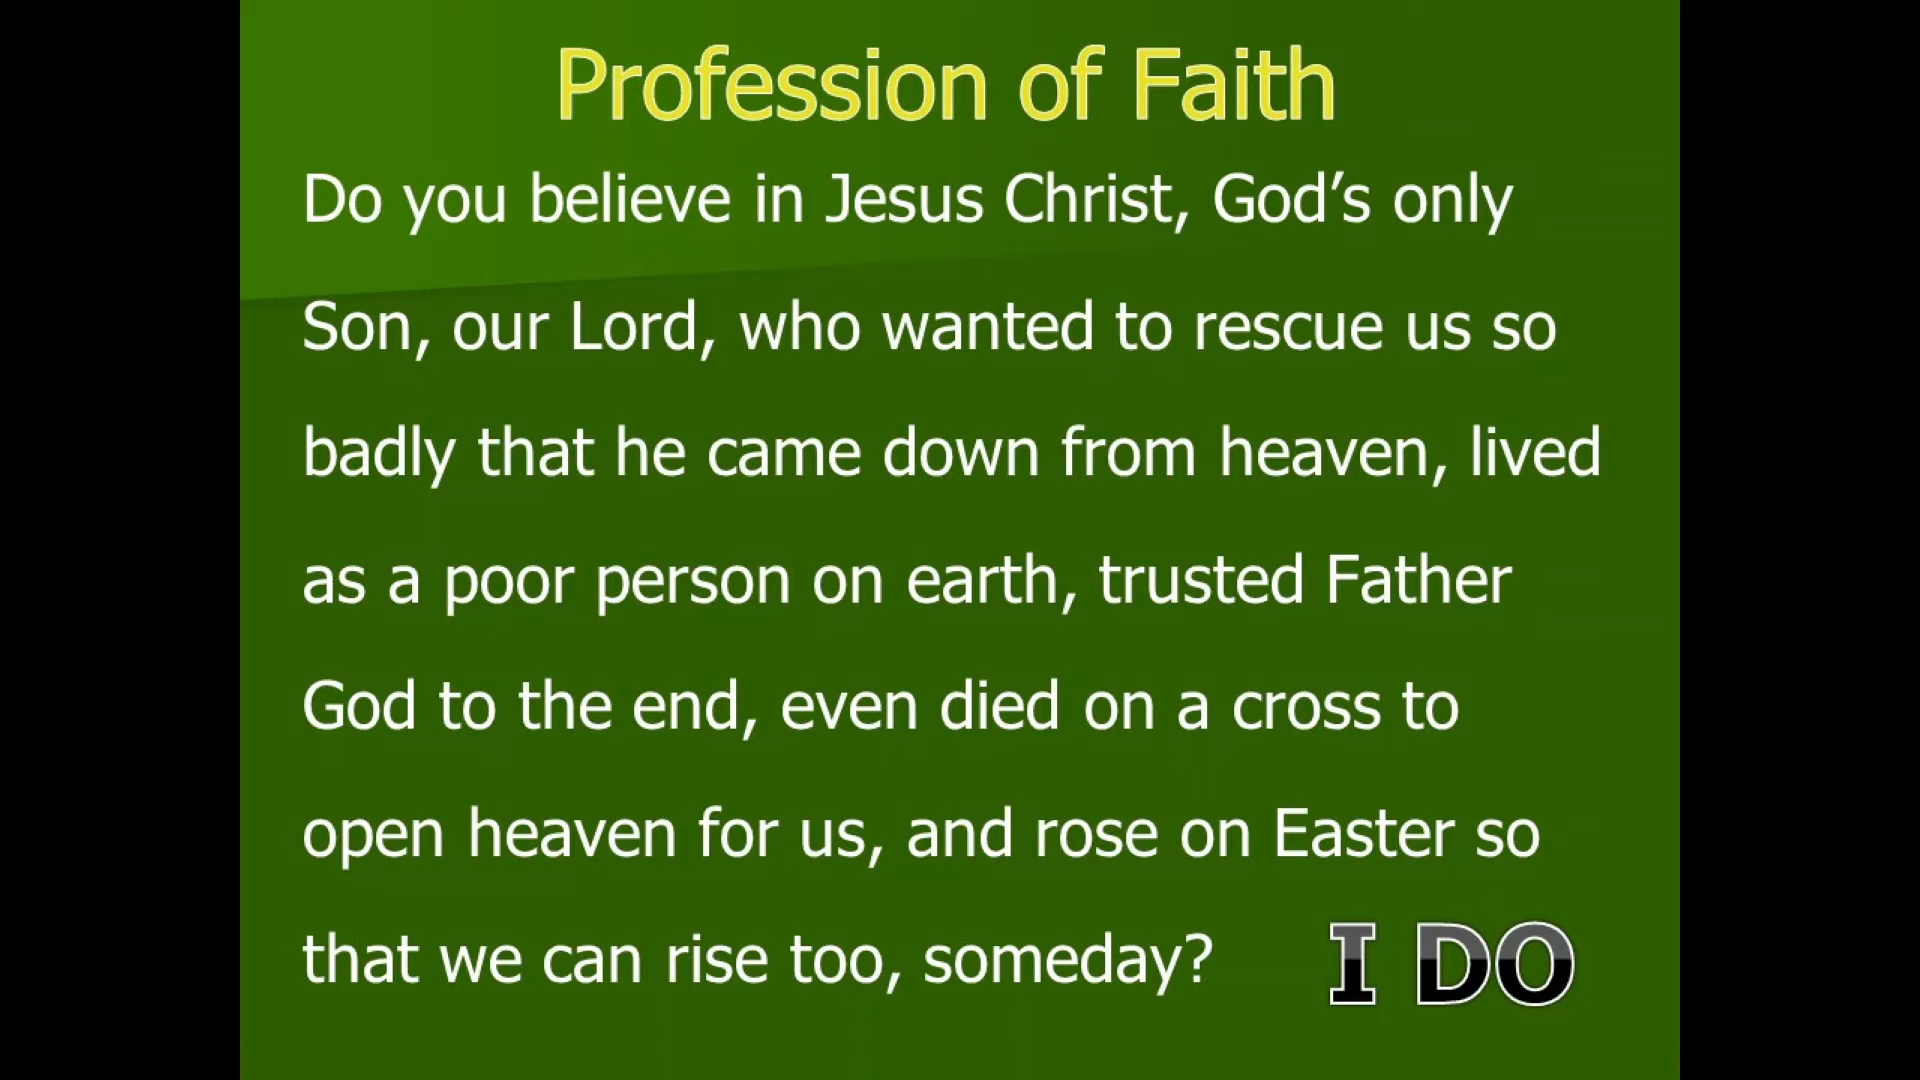 Profession of Faith
Do you believe in Jesus Christ, God’s only
Son, our Lord, who wanted to rescue us so
badly that he came down from heaven, lived
as a poor person on earth, trusted Father
God to the end, even died on a cross to
open heaven for us, and rose on Easter so
that we can rise too, someday? I DO